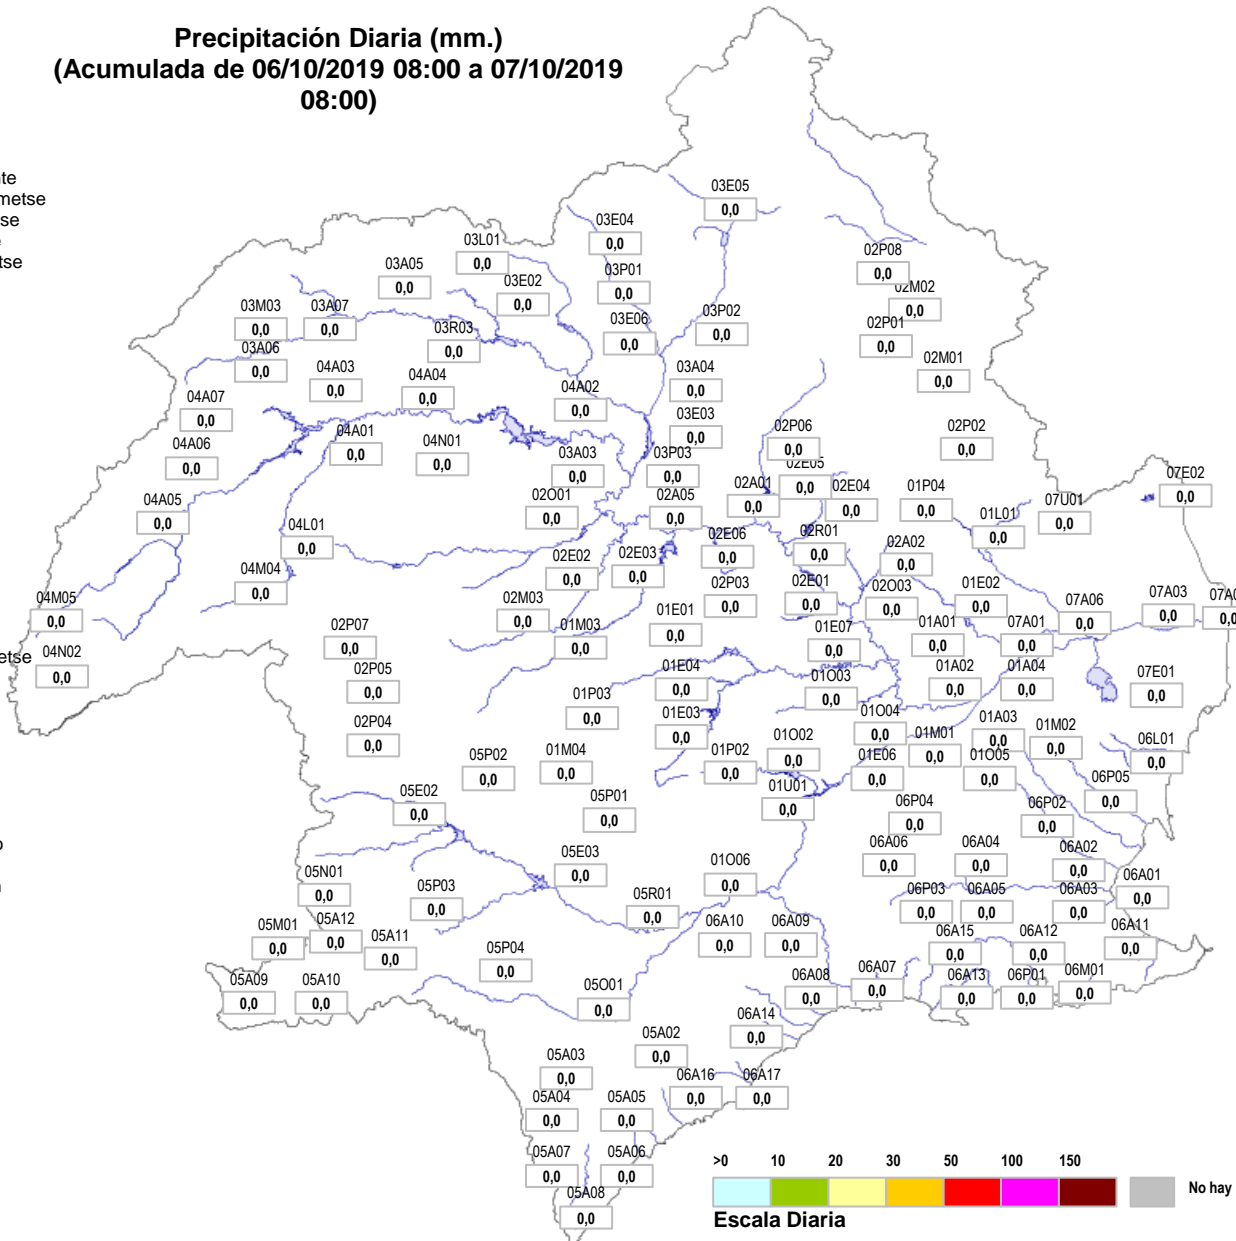 Precipitación Diaria (mm.)
(Acumulada de 06/10/2019 08:00 a 07/10/2019
08:00)
03E05
0,0
03E04
0,0
03L01
0,0
02P08
0,0
03A05
0,0
03P01
0,0
03E02
0,0
02M02
0,0
03M03
0,0
03A07
0,0
03P02
0,0
03E06
0,0
03R03
0,0
02P01
0,0
03A06
0,0
04A03
0,0
04A04
0,0
03A04
0,0
02M01
0,0
04A07
0,0
04A02
0,0
03E03
0,0
04A01
0,0
04N01
0,0
02P06
0,0
02P02
0,0
04A06
0,0
03A03
0,0
03P03
0,0
02E05
0,0
07E02
0,0
04A05
0,0
02O01
0,0
02A05
0,0
02A01
0,0
02E04
0,0
01P04
0,0
07U01
0,0
01L01
0,0
04L01
0,0
02E02
0,0
02E03
0,0
02E06
0,0
02R01
0,0
02A02
0,0
04M04
0,0
04M05
0,0
02M03
0,0
02P03
0,0
02E01
0,0
02O03
0,0
01E02
0,0
07A06
0,0
07A03
0,0
0,0
02P07
0,0
01M03
0,0
01E01
0,0
01E07
0,0
01A01
0,0
07A01
0,0
04N02
0,0
02P05
0,0
01E04
0,0
01O03
0,0
01A02
0,0
01A04
0,0
07E01
0,0
01P03
0,0
02P04
0,0
01E03
0,0
01O04
0,0
01M01
0,0
01A03
0,0
01M02
0,0
06L01
0,0
05P02
0,0
01M04
0,0
01P02
0,0
01O02
0,0
01E06
0,0
01O05
0,0
06P05
0,0
05E02
0,0
05P01
0,0
01U01
0,0
06P04
0,0
06P02
0,0
05E03
0,0
01O06
0,0
06A06
0,0
06A04
0,0
06A02
0,0
05N01
0,0
05P03
0,0
05R01
0,0
06P03
0,0
06A05
0,0
06A03
0,0
06A01
0,0
05M01
0,0
05A12
0,0
05A11
0,0
06A10
0,0
06A09
0,0
06A15
0,0
06A12
0,0
06A11
0,0
05P04
0,0
05A09
0,0
05A10
0,0
05O01
0,0
06A08
0,0
06A07
0,0
06A13
0,0
06P01
0,0
06M01
0,0
06A14
0,0
05A02
0,0
05A03
0,0
06A16
0,0
06A17
0,0
05A04
0,0
05A05
0,0
05A07
0,0
05A06
0,0
05A08
0,0
>0 10 20 30 50 100 150
No hay
Escala Diaria